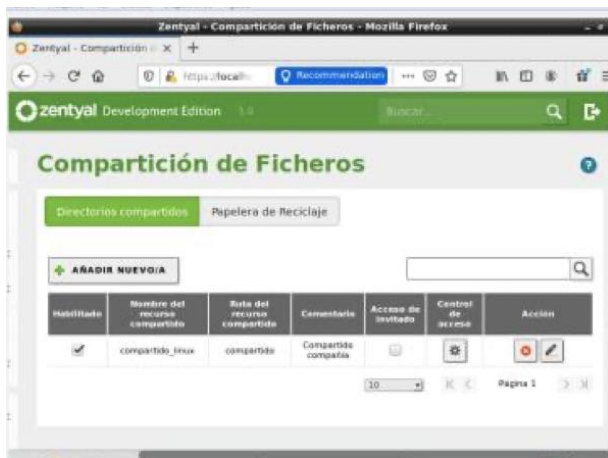 Zentyal - Compartición de Ficheros - Mozilla Firefox
Zentyal - Compartición
Recommendation
zentyal Development Edition
Buscar...
Compartición de Ficheros
Directorios compartidos Papelera de Reciclaje
AÑADIR NUEVO/A
Habilitado Nombre del recurso compartido Ruta del recurso compartido Comentario Acceso de invitado Control de acceso Acción
compartido_linux compartido Compartido compañia
10 Página 1